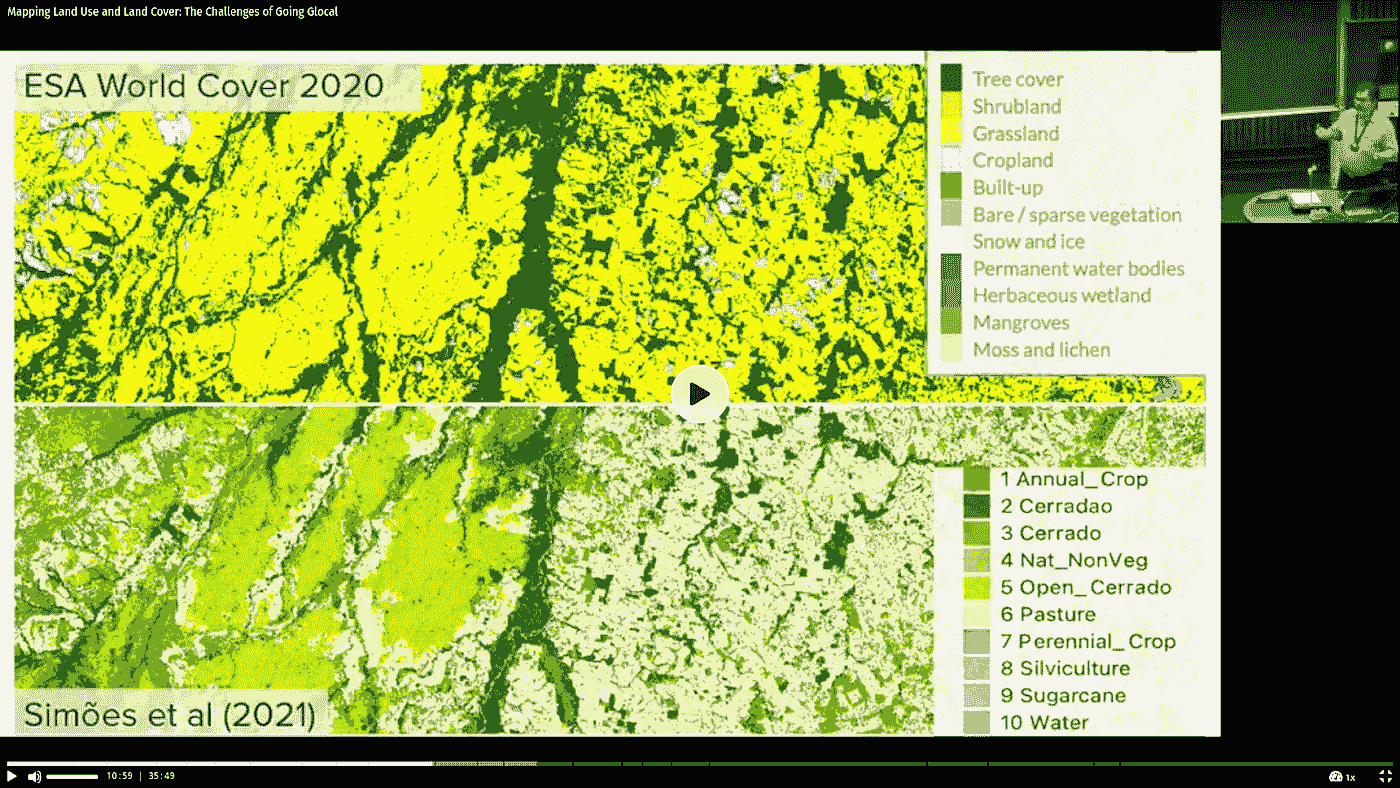 Mapping Land Use and Land Cover: The Challenges of Going Glocal
ESA World Cover 2020
Tree cover
Shrubland
Grassland
Cropland
Built-up
Bare / sparse vegetation
Snow and ice
Permanent water bodies
Herbaceous wetland
Mangroves
Moss and lichen
1 Annual_Crop
2 Cerradao
3 Cerrado
4 Nat_NonVeg
5 Open_Cerrado
6 Pasture
7 Perennial_Crop
8 Silviculture
9 Sugarcane
10 Water
Simões et al (2021)
10:59 | 35:49
1x